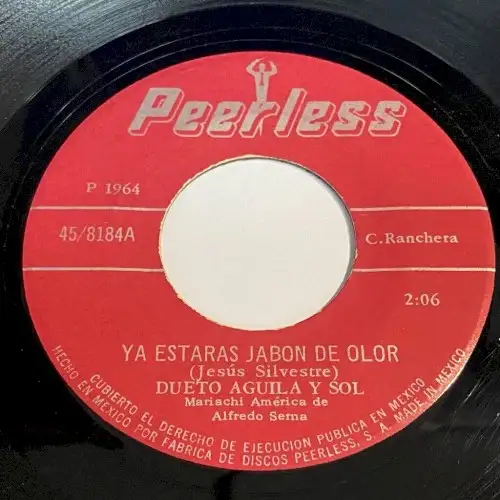 Peerless
P 1964
45/8184A
C.Ranchera
2:06
YA ESTARAS JABON DE OLOR
(Jesús Silvestre)
DUETO AGUILA Y SOL
Mariachi América de
Alfredo Serna
CUBIERTO EL DERECHO DE EJECUCION PUBLICA EN MEXICO
HECHO EN MEXICO POR FABRICA DE DISCOS PEERLESS, S. A. MADE IN MEXICO